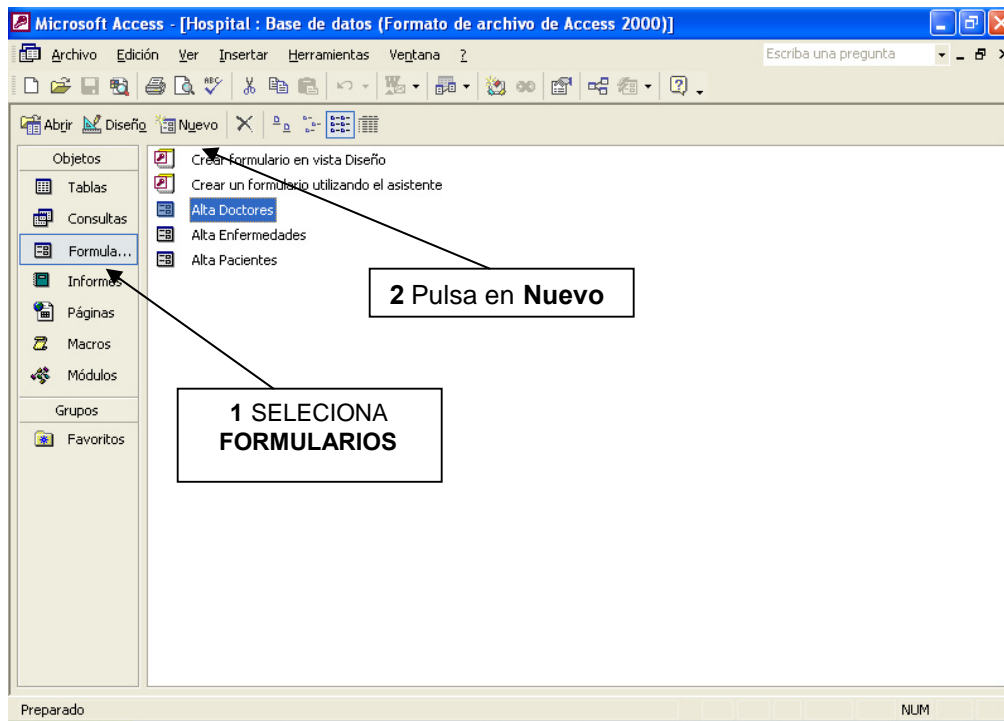 Microsoft Access - [Hospital : Base de datos (Formato de archivo de Access 2000)]
Archivo Edición Ver Insertar Herramientas Ventana ? Escriba una pregunta
Abrir Diseño Nuevo
Objetos
Tablas
Consultas
Formula...
Informes
Páginas
Macros
Módulos
Grupos
Favoritos
Crear formulario en vista Diseño
Crear un formulario utilizando el asistente
Alta Doctores
Alta Enfermedades
Alta Pacientes
2 Pulsa en Nuevo
1 SELECIONA
FORMULARIOS
Preparado NUM